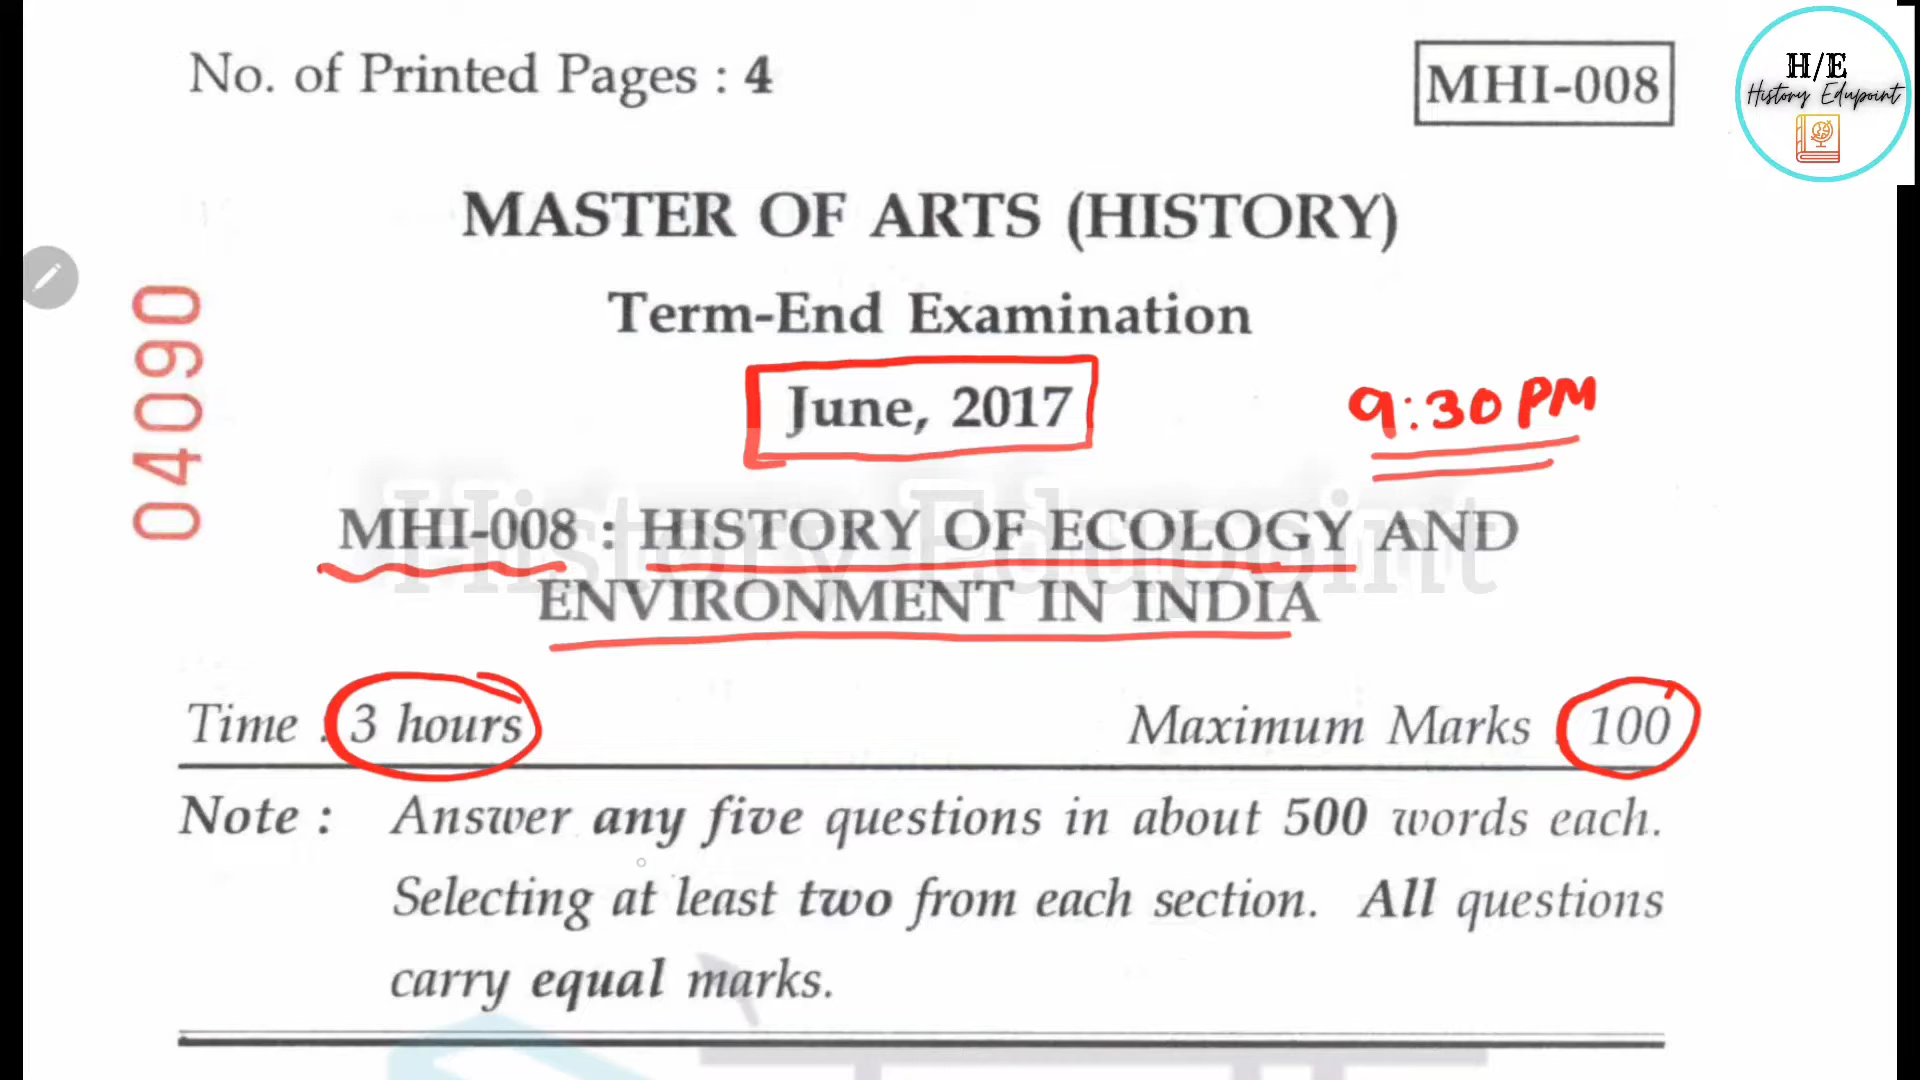 No. of Printed Pages : 4
MHI-008
H/E
History Edupoint
MASTER OF ARTS (HISTORY)
Term-End Examination
04090
June, 2017
9:30 PM
History Edupoint
MHI-008 : HISTORY OF ECOLOGY AND
ENVIRONMENT IN INDIA
Time : 3 hours
Maximum Marks : 100
Note : Answer any five questions in about 500 words each.
Selecting at least two from each section. All questions
carry equal marks.